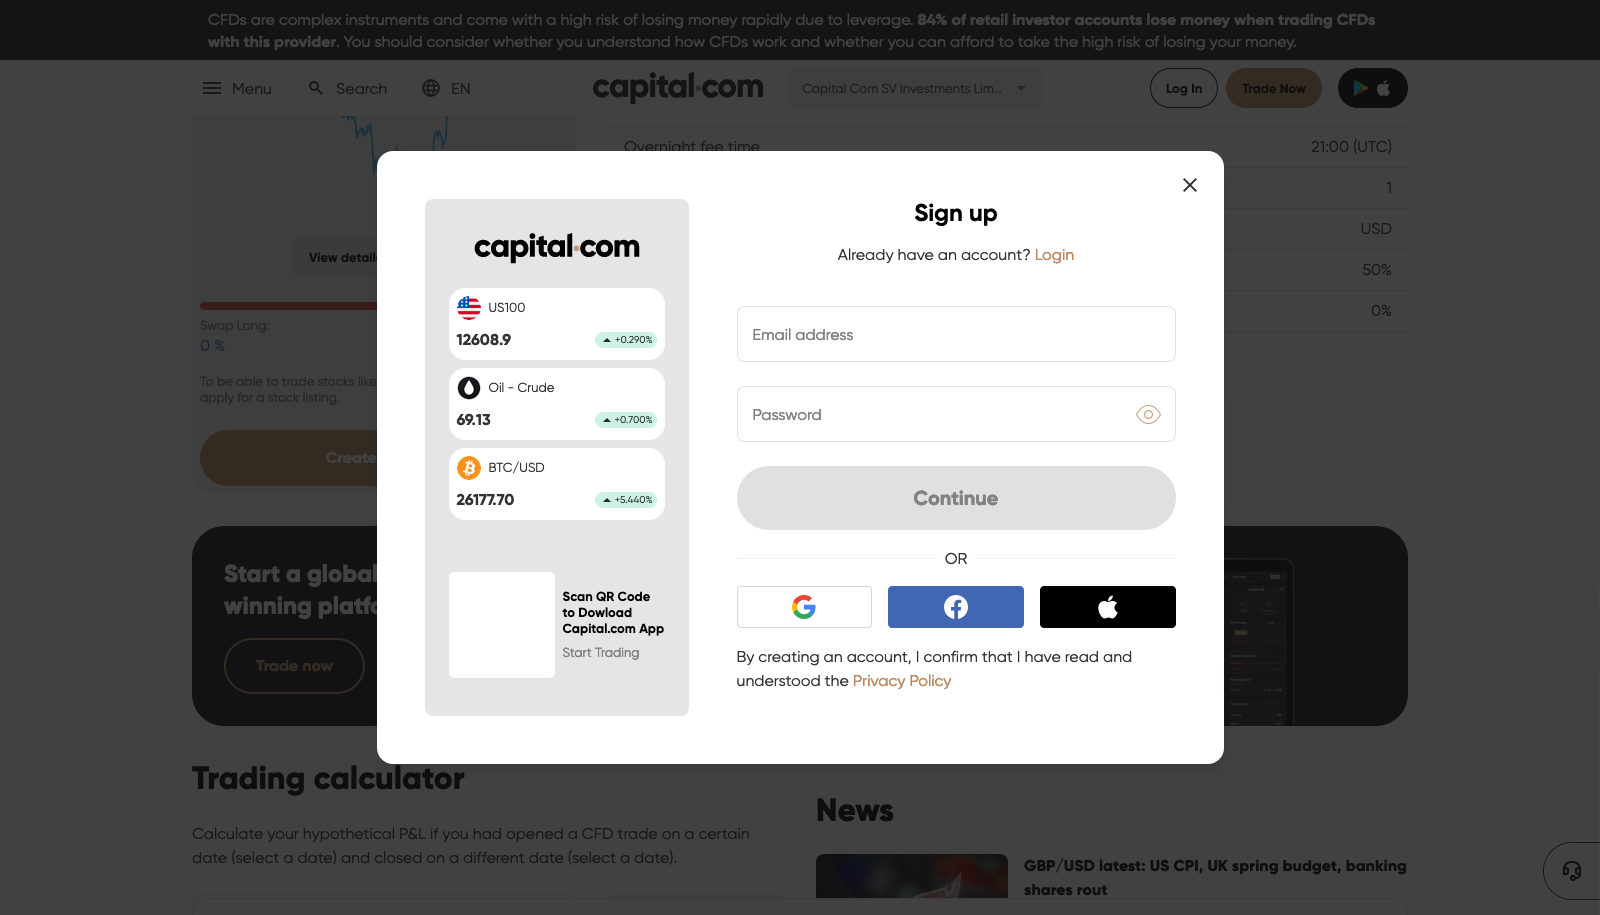 CFDs are complex instruments and come with a high risk of losing money rapidly due to leverage. 84% of retail investor accounts lose money when trading CFDs
with this provider. You should consider whether you understand how CFDs work and whether you can afford to take the high risk of losing your money.
Menu
Search
EN
capital.com
Capital Com SV Investments Lim...
Log In
Trade Now
Overnight fee time
21:00 (UTC)
1
USD
50%
0%
View detaile
Swap Long:
0 %
To be able to trade stocks like
apply for a stock listing.
Create
Start a global
winning platfo
Trade now
capital.com
US100
12608.9
+0.290%
Oil - Crude
69.13
+0.700%
BTC/USD
26177.70
+5.440%
Scan QR Code
to Dowload
Capital.com App
Start Trading
Sign up
Already have an account? Login
Email address
Password
Continue
OR
By creating an account, I confirm that I have read and
understood the Privacy Policy
Trading calculator
Calculate your hypothetical P&L if you had opened a CFD trade on a certain
date (select a date) and closed on a different date (select a date).
News
GBP/USD latest: US CPI, UK spring budget, banking
shares rout